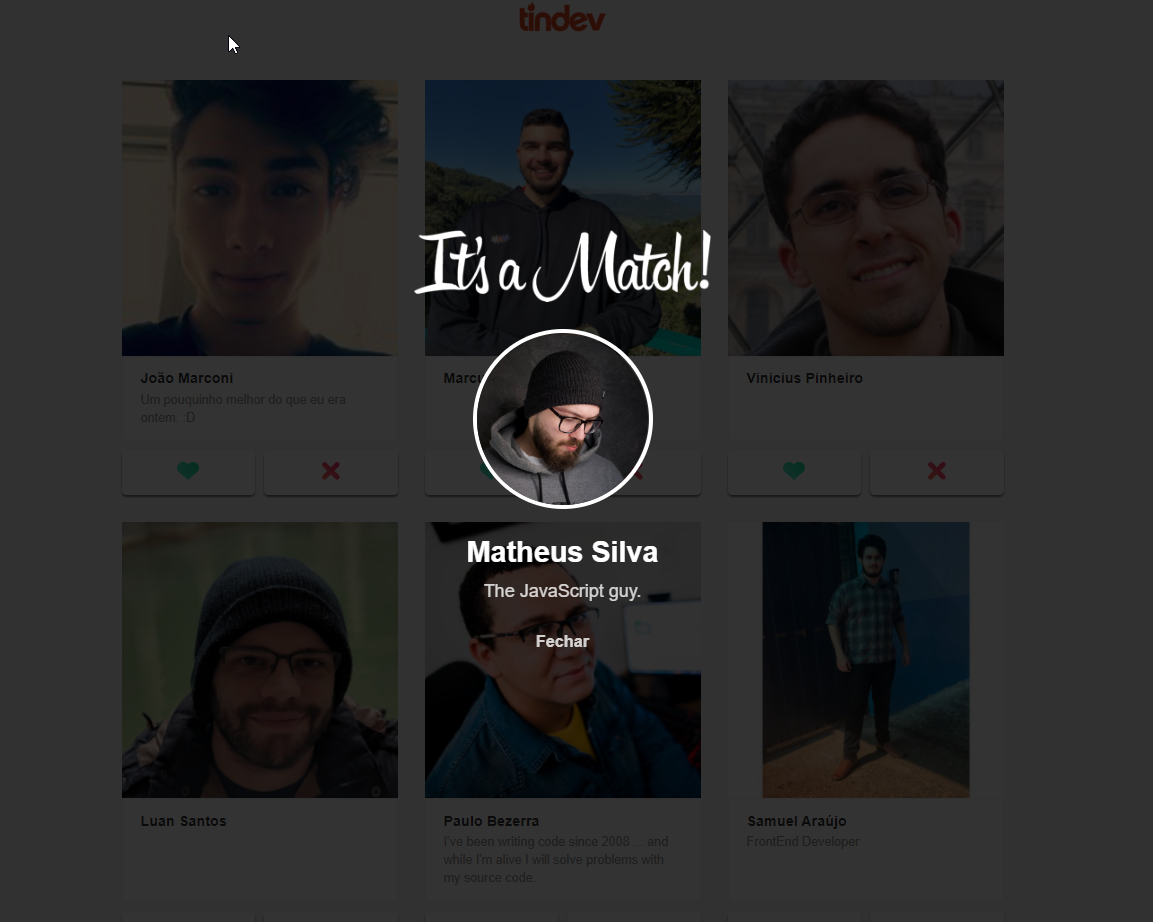 tindev
It's a Match!
João Marconi
Um pouquinho melhor do que eu era
ontem. :D
Marcu
Vinicius Pinheiro
Matheus Silva
The JavaScript guy.
Fechar
Luan Santos
Paulo Bezerra
I've been writing code since 2008 ... and
while I'm alive I will solve problems with
my source code.
Samuel Araújo
FrontEnd Developer